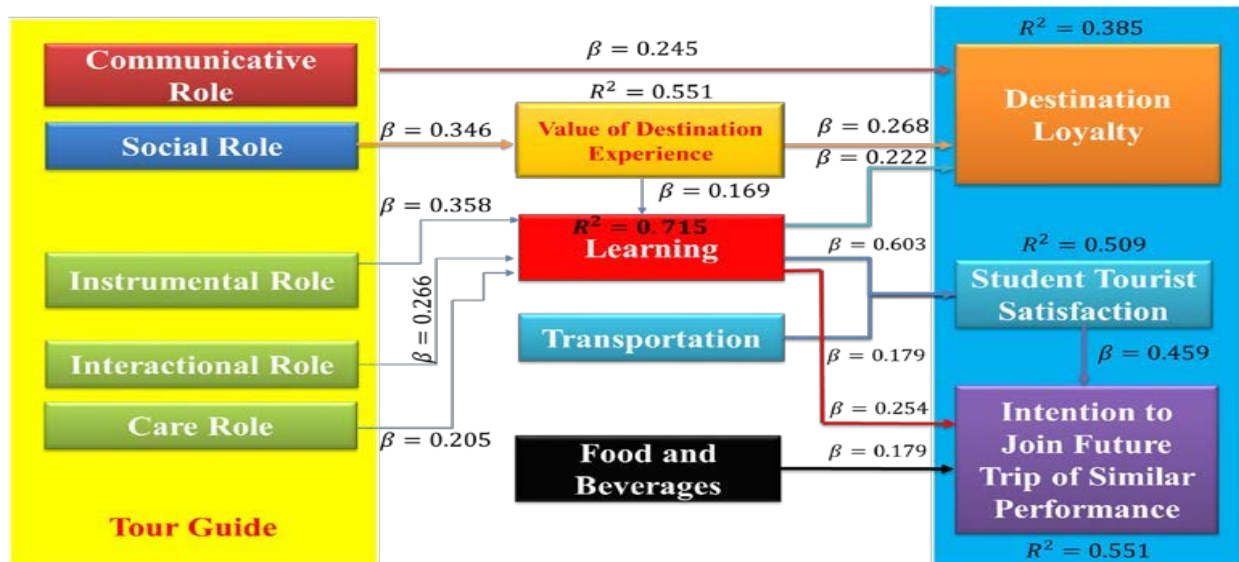 Communicative
Role
Social Role
Instrumental Role
Interactional Role
Care Role
Tour Guide
β = 0.245
R² = 0.551
β = 0.346
Value of Destination
Experience
β = 0.169
β = 0.358
R² = 0.715
Learning
β = 0.266
Transportation
β = 0.205
Food and
Beverages
β = 0.268
β = 0.222
β = 0.603
β = 0.179
β = 0.254
β = 0.179
R² = 0.385
Destination
Loyalty
R² = 0.509
Student Tourist
Satisfaction
β = 0.459
Intention to
Join Future
Trip of Similar
Performance
R² = 0.551